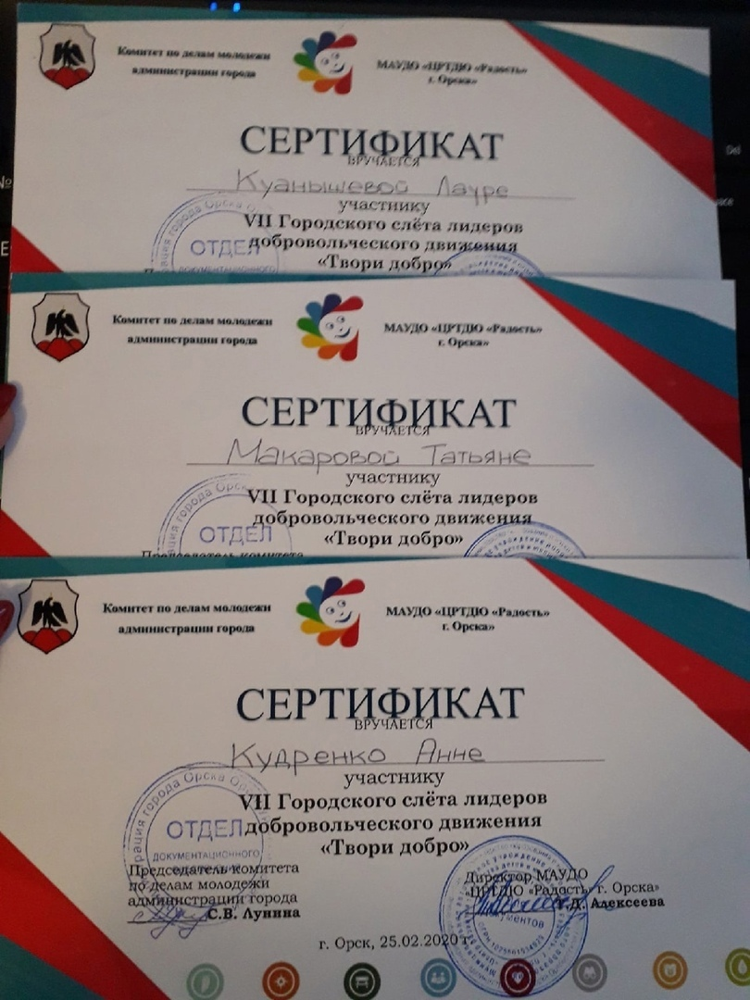 Комитет по делам молодежи
администрации города
МАУДО «ЦРТДЮ «Радость»
г. Орска»
СЕРТИФИКАТ
ВРУЧАЕТСЯ
Куанышевой Лауре
участнику
VII Городского слёта лидеров
добровольческого движения
«Твори добро»
ОТДЕЛ
Комитет по делам молодежи
администрации города
МАУДО «ЦРТДЮ «Радость»
г. Орска»
СЕРТИФИКАТ
ВРУЧАЕТСЯ
Макаровой Татьяне
участнику
VII Городского слёта лидеров
добровольческого движения
«Твори добро»
ОТДЕЛ
Председатель комитета
Комитет по делам молодежи
администрации города
МАУДО «ЦРТДЮ «Радость»
г. Орска»
СЕРТИФИКАТ
ВРУЧАЕТСЯ
Кудренко Анне
участнику
VII Городского слёта лидеров
добровольческого движения
«Твори добро»
ОТДЕЛ
ДОКУМЕНТАЦИОННОГО
Председатель комитета
по делам молодежи
администрации города
С.В. Лунина
Директор МАУДО
«ЦРТДЮ «Радость» г. Орска»
Т.Д. Алексеева
г. Орск, 25.02.2020 г.
Del